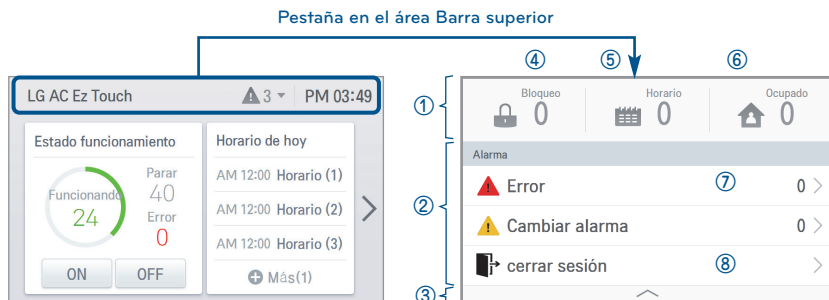 Pestaña en el área Barra superior
LG AC Ez Touch 3 PM 03:49
Estado funcionamiento
Funcionando
24
Parar
40
Error
0
ON OFF
Horario de hoy
AM 12:00 Horario (1)
AM 12:00 Horario (2)
AM 12:00 Horario (3)
Más(1)
④ ⑤ ⑥
①
Bloqueo
0
Horario
0
Ocupado
0
②
Alarma
Error ⑦ 0
Cambiar alarma 0
cerrar sesión ⑧
③